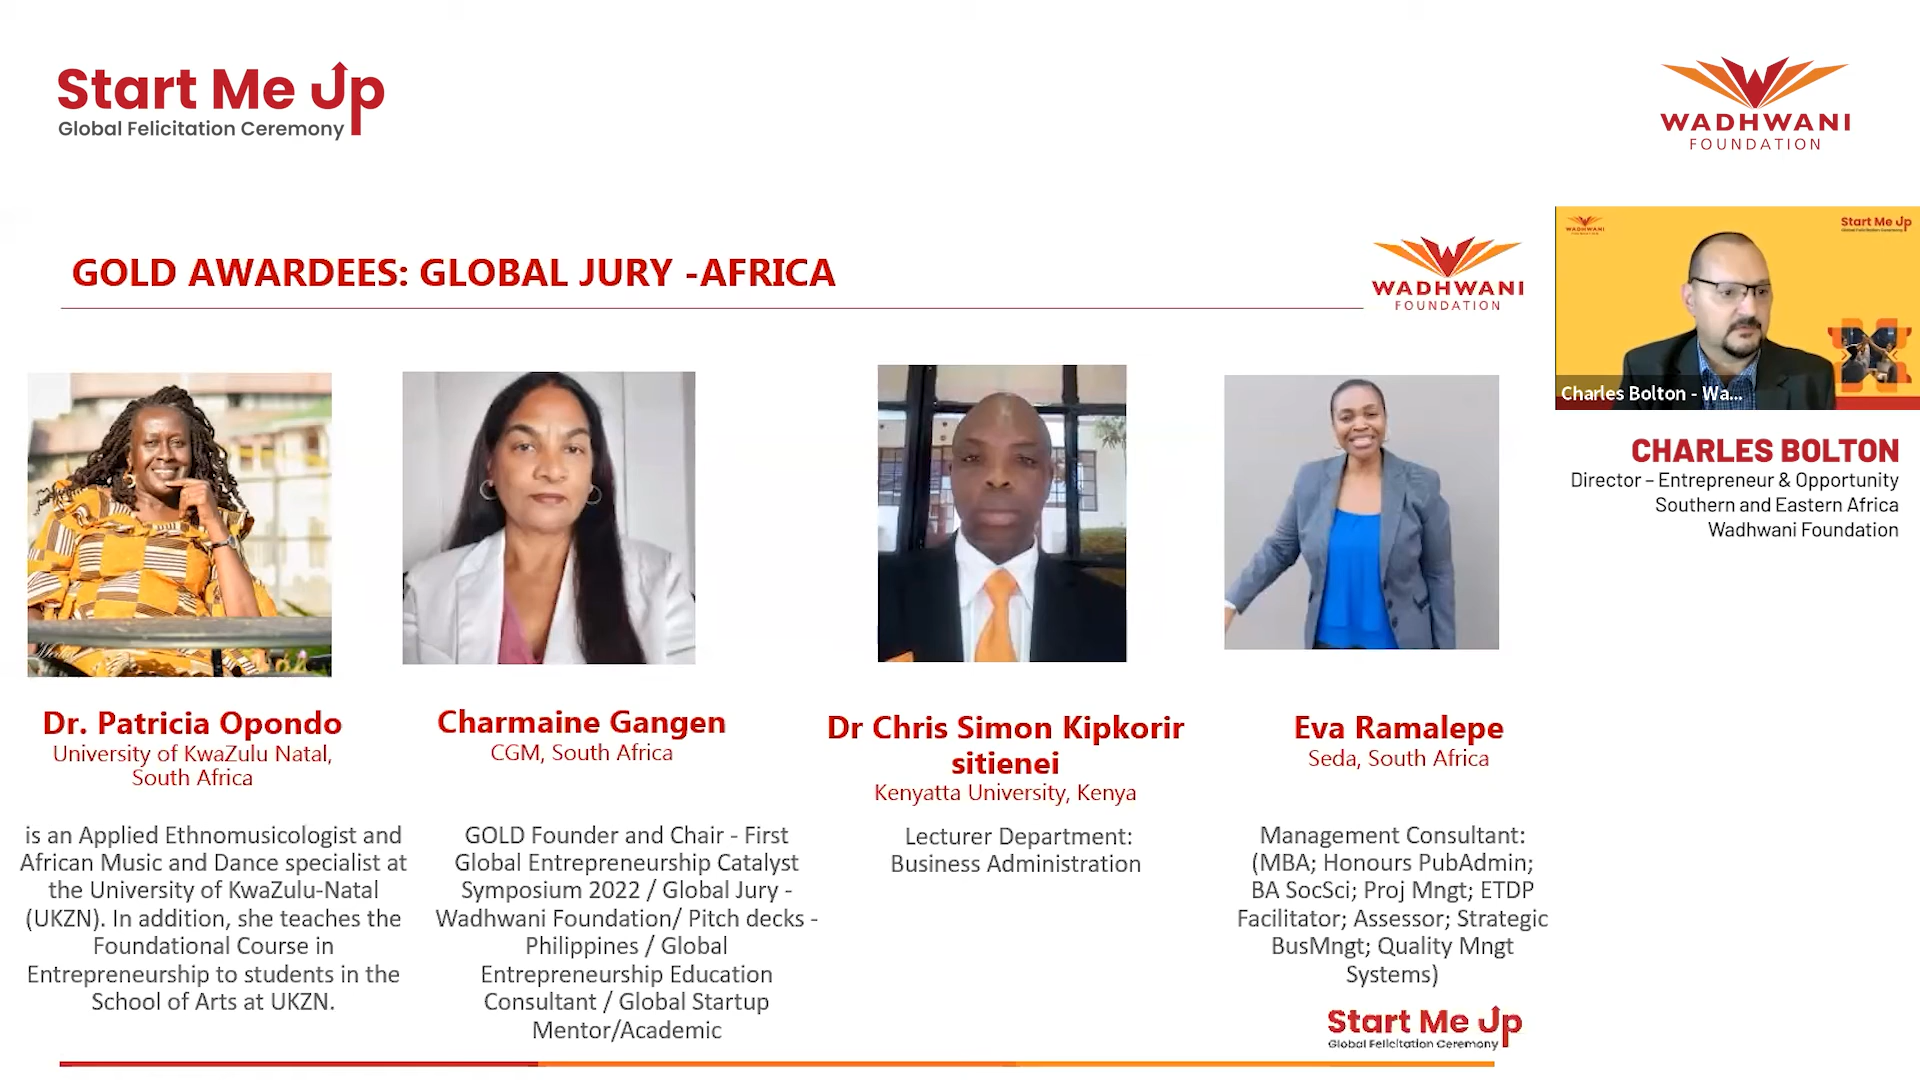 Start Me Up
Global Felicitation Ceremony
WADHWANI
FOUNDATION
GOLD AWARDEES: GLOBAL JURY -AFRICA
WADHWANI
FOUNDATION
WADHWANI
Start Me Up
Charles Bolton - Wa...
CHARLES BOLTON
Director – Entrepreneur & Opportunity
Southern and Eastern Africa
Wadhwani Foundation
Dr. Patricia Opondo
University of KwaZulu Natal,
South Africa
is an Applied Ethnomusicologist and
African Music and Dance specialist at
the University of KwaZulu-Natal
(UKZN). In addition, she teaches the
Foundational Course in
Entrepreneurship to students in the
School of Arts at UKZN.
Charmaine Gangen
CGM, South Africa
GOLD Founder and Chair - First
Global Entrepreneurship Catalyst
Symposium 2022 / Global Jury -
Wadhwani Foundation/ Pitch decks -
Philippines / Global
Entrepreneurship Education
Consultant / Global Startup
Mentor/Academic
Dr Chris Simon Kipkorir
sitienei
Kenyatta University, Kenya
Lecturer Department:
Business Administration
Eva Ramalepe
Seda, South Africa
Management Consultant:
(MBA; Honours PubAdmin;
BA SocSci; Proj Mngt; ETDP
Facilitator; Assessor; Strategic
BusMngt; Quality Mngt
Systems)
Start Me Up
Global Felicitation Ceremony